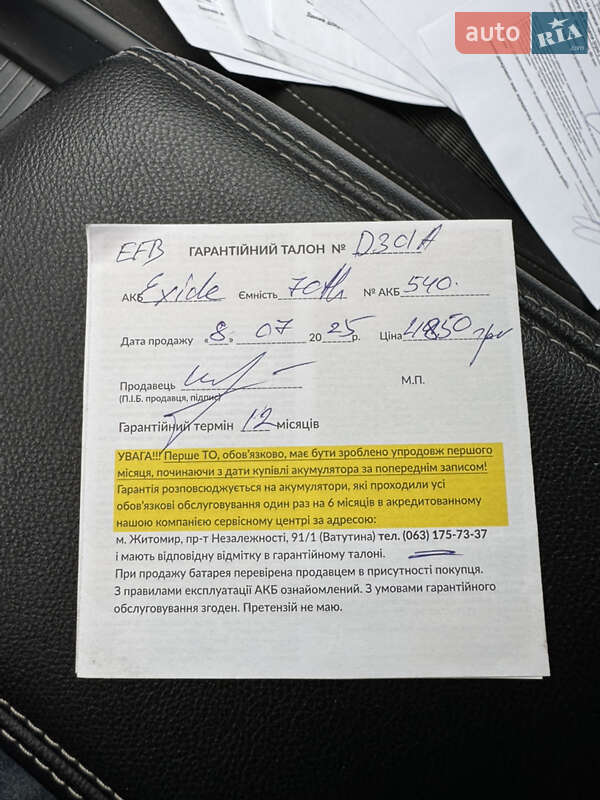 auto RIA .com
EFB ГАРАНТІЙНИЙ ТАЛОН № D301A
АКБ Exide Ємність 70Ah № АКБ 540.
Дата продажу «8» 07 2025р. Ціна 4850 грн
Продавець
(П.І.Б. продавця, підпис) М.П.
Гарантійний термін 12 місяців
УВАГА!!! Перше ТО, обов'язково, має бути зроблено упродовж першого
місяця, починаючи з дати купівлі акумулятора за попереднім записом!
Гарантія розповсюджується на акумулятори, які проходили усі
обов'язкові обслуговування один раз на 6 місяців в акредитованному
нашою компанією сервісному центрі за адресою:
м. Житомир, пр-т Незалежності, 91/1 (Ватутина) тел. (063) 175-73-37
і мають відповідну відмітку в гарантійному талоні.
При продажу батарея перевірена продавцем в присутності покупця.
З правилами експлуатації АКБ ознайомлений. З умовами гарантійного
обслуговування згоден. Претензій не маю.